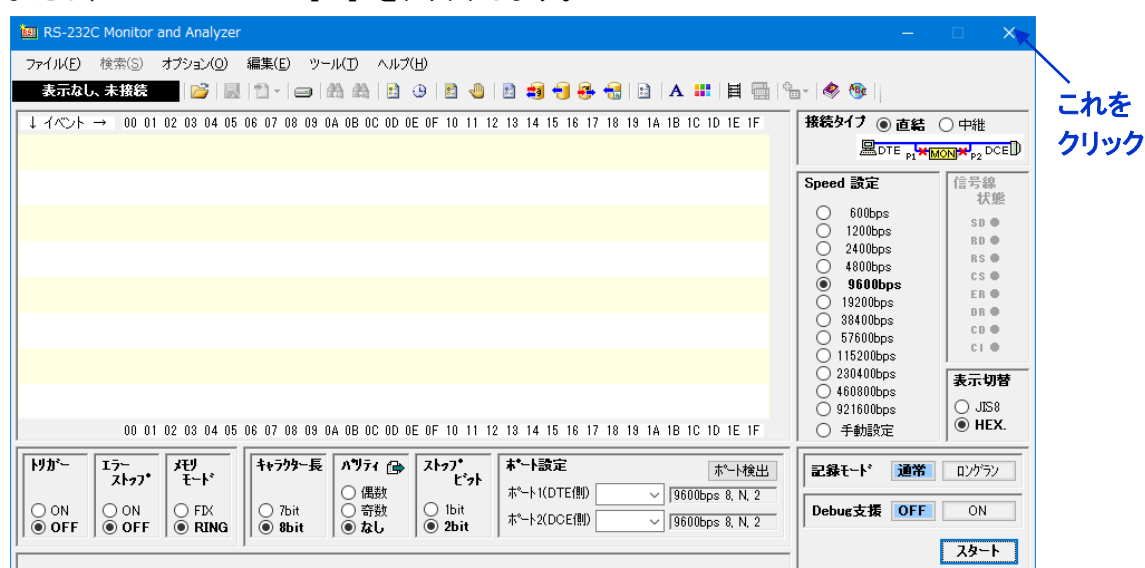 RS-232C Monitor and Analyzer
ファイル(F) 検索(S) オプション(O) 編集(E) ツール(T) ヘルプ(H)
表示なし、未接続
↓ イベント → 00 01 02 03 04 05 06 07 08 09 0A 0B 0C 0D 0E 0F 10 11 12 13 14 15 16 17 18 19 1A 1B 1C 1D 1E 1F
00 01 02 03 04 05 06 07 08 09 0A 0B 0C 0D 0E 0F 10 11 12 13 14 15 16 17 18 19 1A 1B 1C 1D 1E 1F
接続タイプ 直結 中継
DTE P1 MON P2 DCE
これを
クリック
Speed 設定
600bps
1200bps
2400bps
4800bps
9600bps
19200bps
38400bps
57600bps
115200bps
230400bps
460800bps
921600bps
手動設定
信号線
状態
SD
RD
RS
CS
ER
DR
CD
CI
表示切替
JIS8
HEX.
トリガー
ON
OFF
エラー
ストップ
ON
OFF
メモリ
モード
FIX
RING
キャラクター長
7bit
8bit
パリティ
偶数
奇数
なし
ストップ
ビット
1bit
2bit
ポート設定 ポート検出
ポート1(DTE側) 9600bps 8, N, 2
ポート2(DCE側) 9600bps 8, N, 2
記録モード 通常 ロングラン
Debug支援 OFF ON
スタート